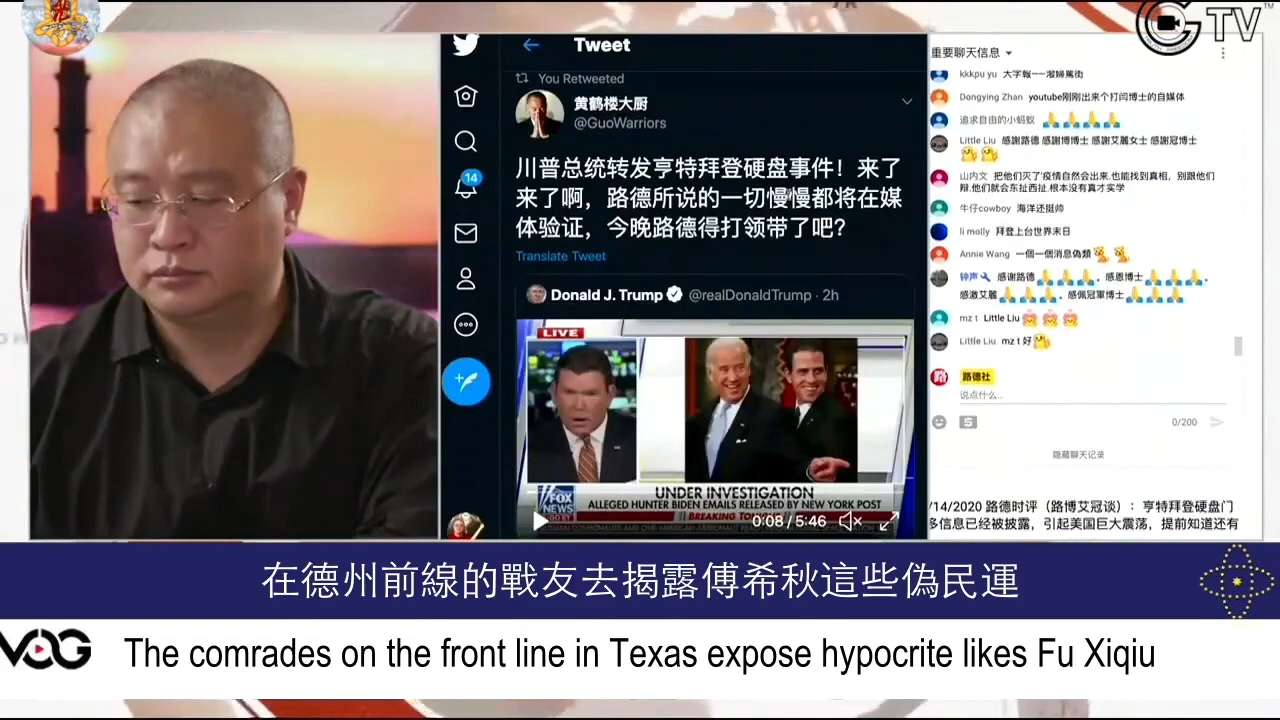 GTV
TM
Tweet
You Retweeted
黄鹤楼大厨
@GuoWarriors
川普总统转发亨特拜登硬盘事件！来了
来了啊，路德所说的一切慢慢都将在媒
体验证，今晚路德得打领带了吧？
Translate Tweet
14
Donald J. Trump @realDonaldTrump · 2h
LIVE
FOX
NEWS
UNDER INVESTIGATION
ALLEGED HUNTER BIDEN EMAILS RELEASED BY NEW YORK POST
BREAKING TON
0:08 / 5:46
重要聊天信息
kkkpu yu 大字報一一潑婦罵街
Dongying Zhan youtube刚刚出来个打闫博士的自媒体
追求自由的小蚂蚁
Little Liu 感謝路德 感謝博博士 感謝艾麗女士 感謝冠博士
山内文 把他们灭了'疫情自然会出来.也能找到真相，别跟他们
辩.他们就会东扯西扯.根本没有真才实学
牛仔cowboy 海洋还挺帅
li molly 拜登上台世界末日
Annie Wang 一個一個消息偽類
钟声 感谢路德，感恩博士，
感激艾麗，感佩冠軍博士
mz t Little Liu
Little Liu mz t 好
路 路德社
说点什么...
0/200
隐藏聊天记录
/14/2020 路德时评（路博艾冠谈）：亨特拜登硬盘门
多信息已经被披露，引起美国巨大震荡，提前知道还有
在德州前線的戰友去揭露傅希秋這些偽民運
VOG The comrades on the front line in Texas expose hypocrite likes Fu Xiqiu